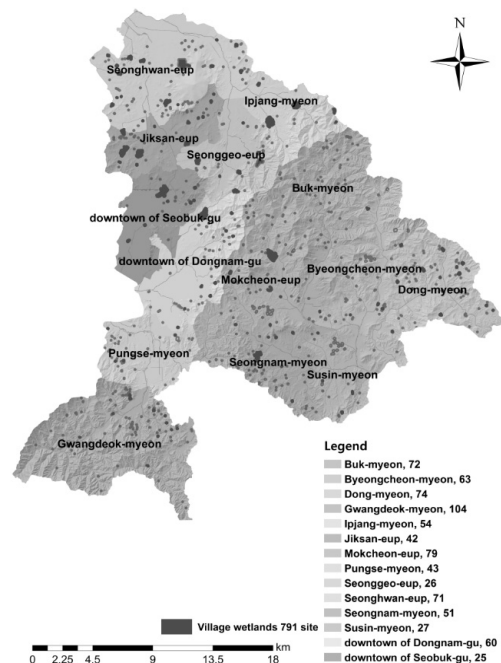 N
Seonghwan-eup
Ipjang-myeon
Jiksan-eup
Seonggeo-eup
Buk-myeon
downtown of Seobuk-gu
downtown of Dongnam-gu
Byeongcheon-myeon
Mokcheon-eup
Dong-myeon
Pungse-myeon
Seongnam-myeon
Susin-myeon
Gwangdeok-myeon
Legend
Buk-myeon, 72
Byeongcheon-myeon, 63
Dong-myeon, 74
Gwangdeok-myeon, 104
Ipjang-myeon, 54
Jiksan-eup, 42
Mokcheon-eup, 79
Pungse-myeon, 43
Seonggeo-eup, 26
Seonghwan-eup, 71
Seongnam-myeon, 51
Susin-myeon, 27
downtown of Dongnam-gu, 60
downtown of Seobuk-gu, 25
Village wetlands 791 site
km
0 2.25 4.5 9 13.5 18